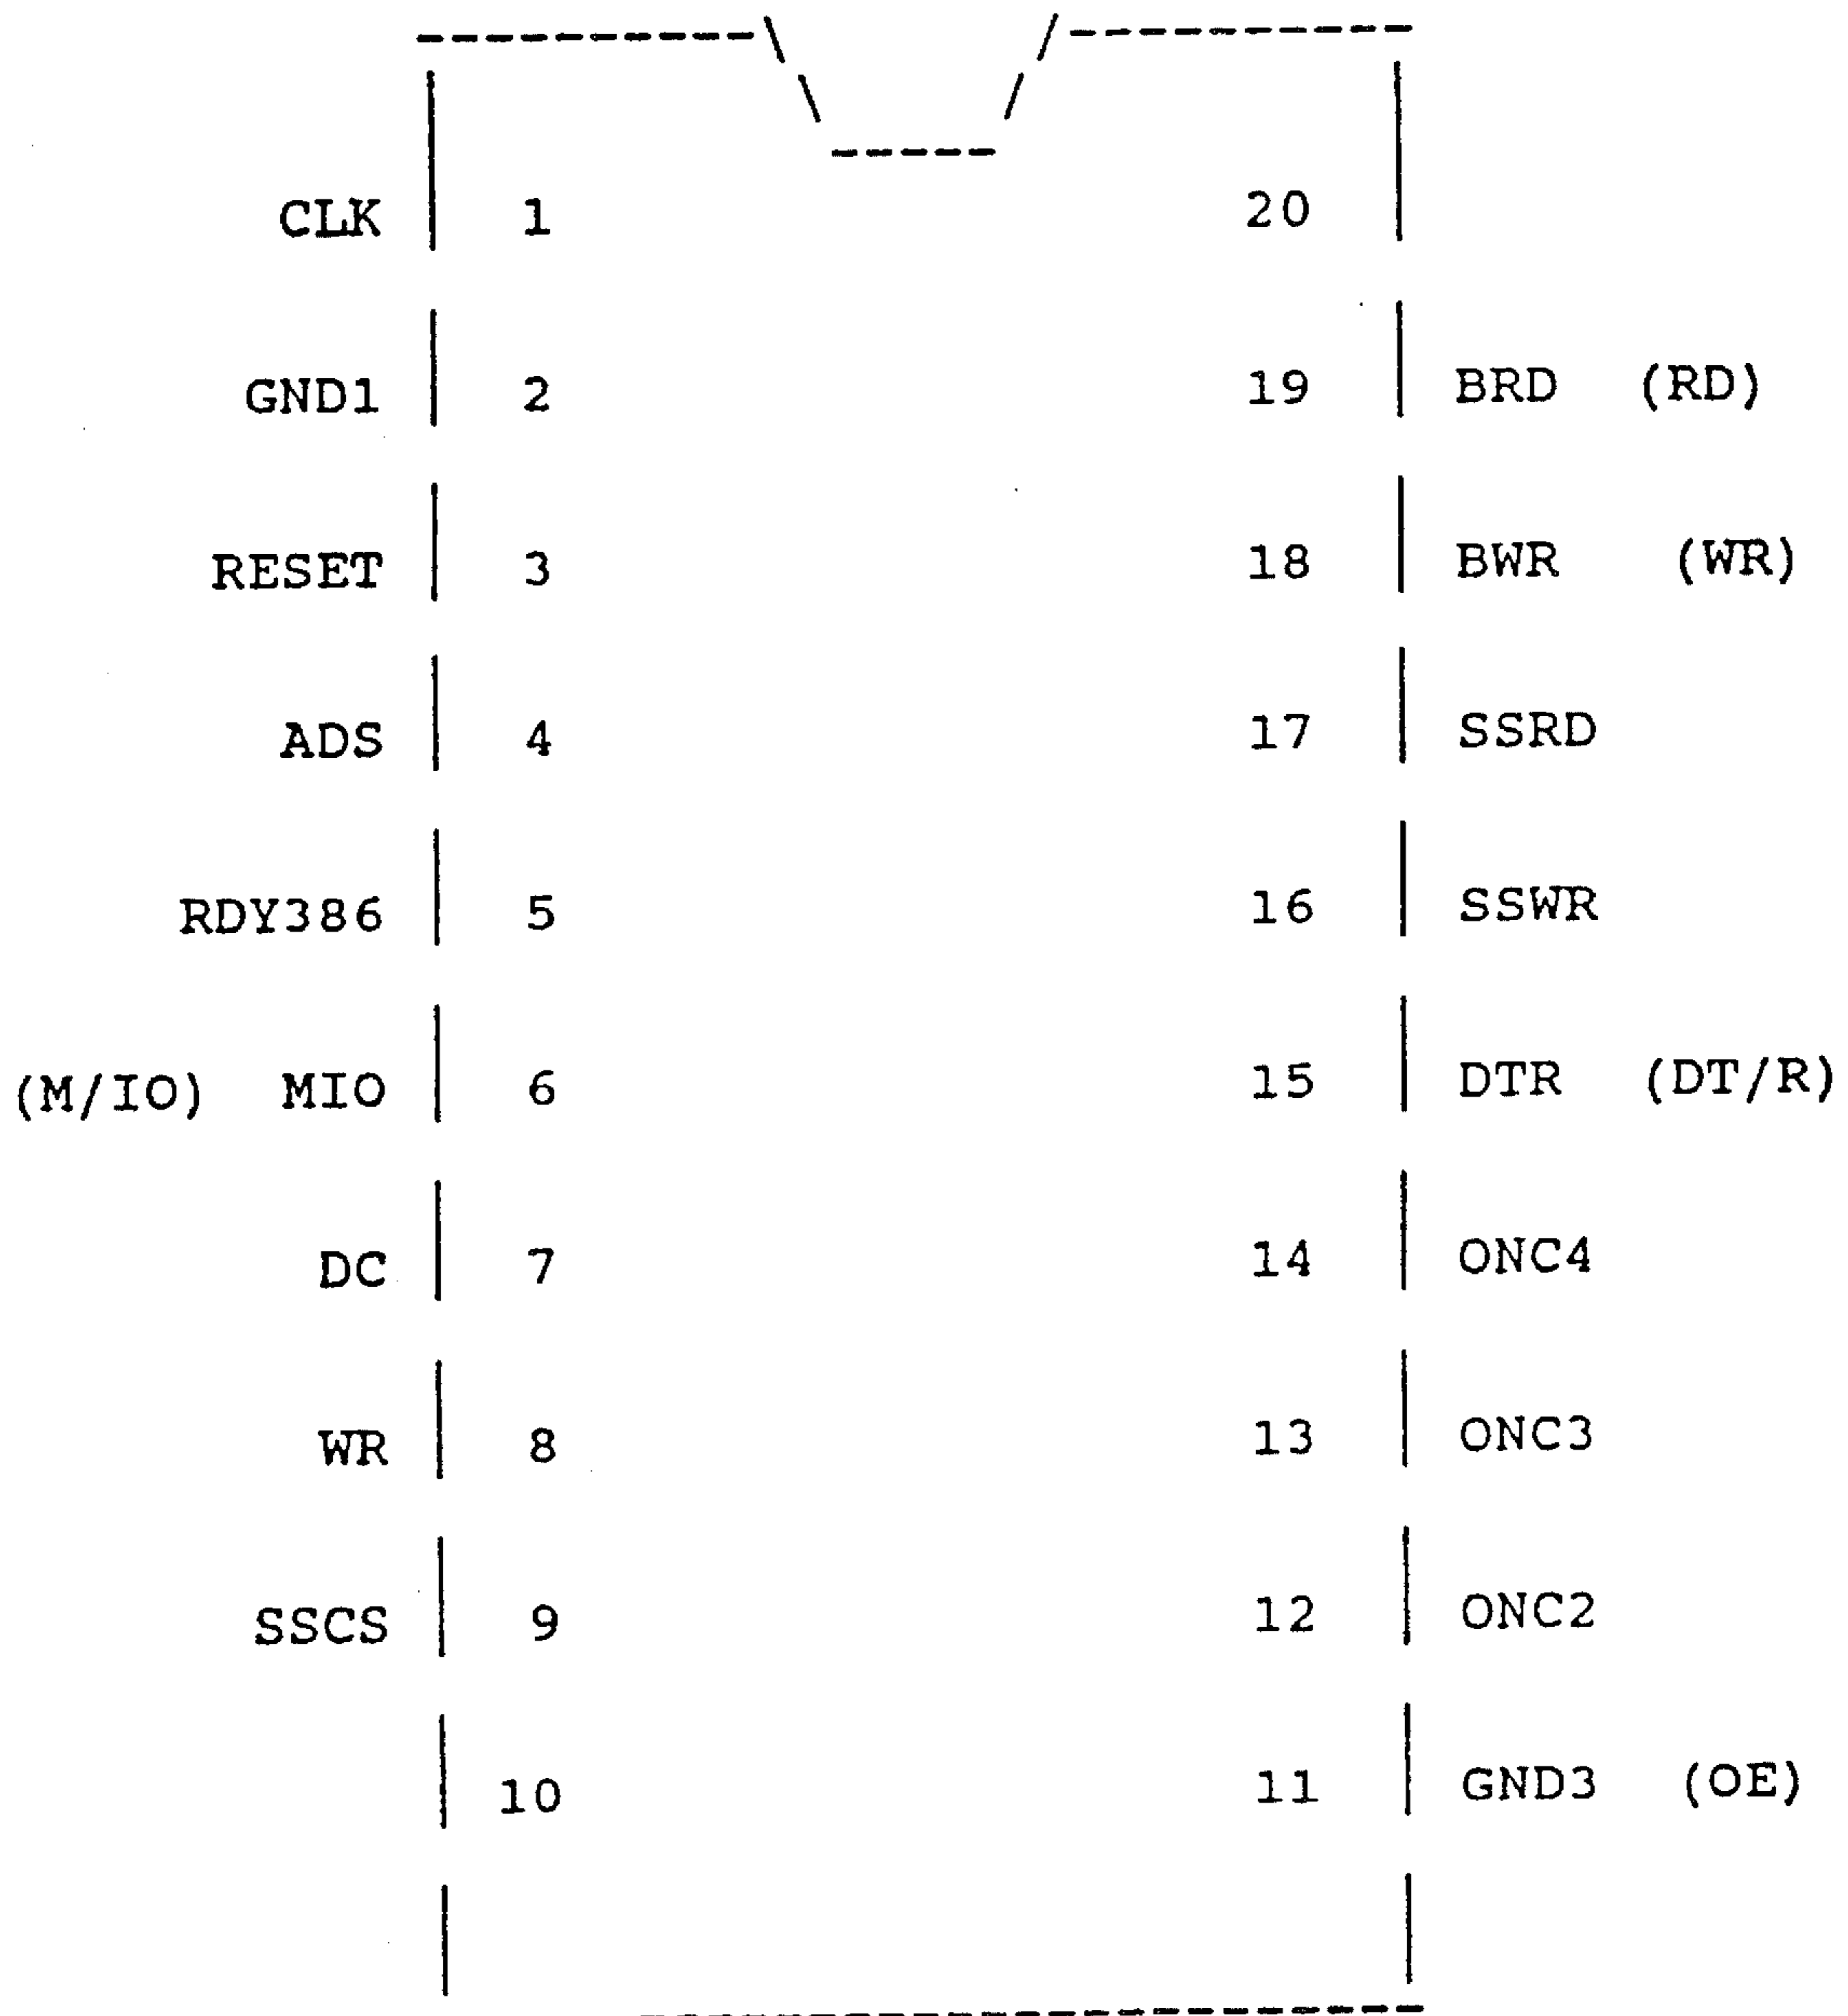 CLK 1 20
GND1 2 19 BRD (RD)
RESET 3 18 BWR (WR)
ADS 4 17 SSRD
RDY386 5 16 SSWR
(M/IO) MIO 6 15 DTR (DT/R)
DC 7 14 ONC4
WR 8 13 ONC3
SSCS 9 12 ONC2
10 11 GND3 (OE)